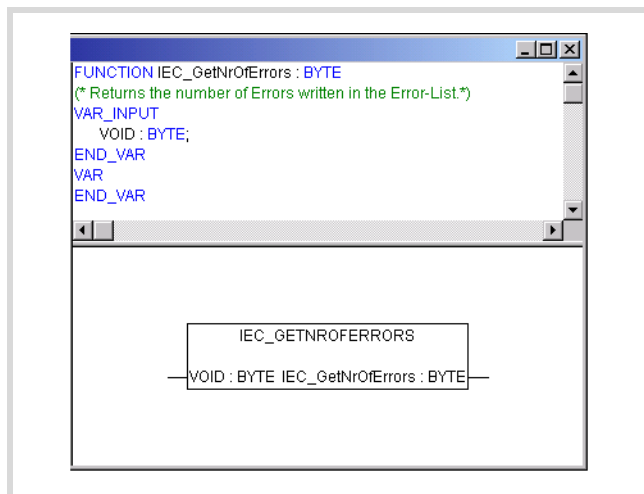 FUNCTION IEC_GetNrOfErrors : BYTE
(* Returns the number of Errors written in the Error-List.*)
VAR_INPUT
VOID : BYTE;
END_VAR
VAR
END_VAR
IEC_GETNROFERRORS
VOID : BYTE IEC_GetNrOfErrors : BYTE